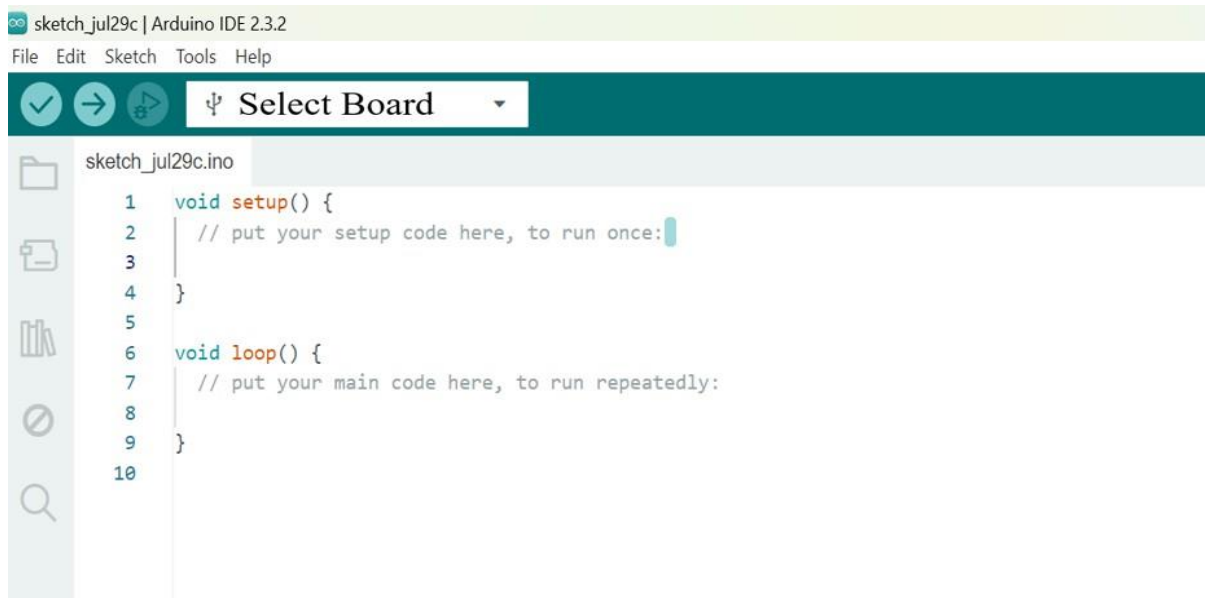 sketch_jul29c | Arduino IDE 2.3.2
File Edit Sketch Tools Help
Select Board
sketch_jul29c.ino
1 void setup() {
2 // put your setup code here, to run once:
3
4 }
5
6 void loop() {
7 // put your main code here, to run repeatedly:
8
9 }
10